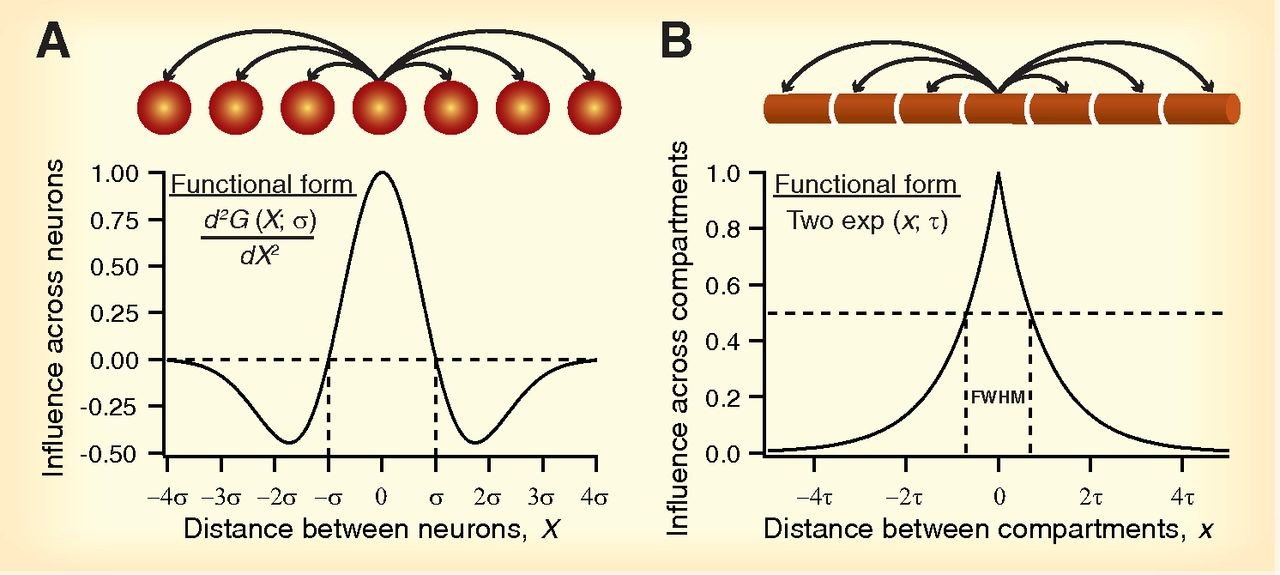 A
Influence across neurons
1.00
0.75
0.50
0.25
0.00
-0.25
-0.50
Functional form
d²G (X; σ)
dX²
−4σ −3σ −2σ −σ 0 σ 2σ 3σ 4σ
Distance between neurons, X
B
Influence across compartments
1.0
0.8
0.6
0.4
0.2
0.0
Functional form
Two exp (x; τ)
FWHM
−4τ −2τ 0 2τ 4τ
Distance between compartments, x